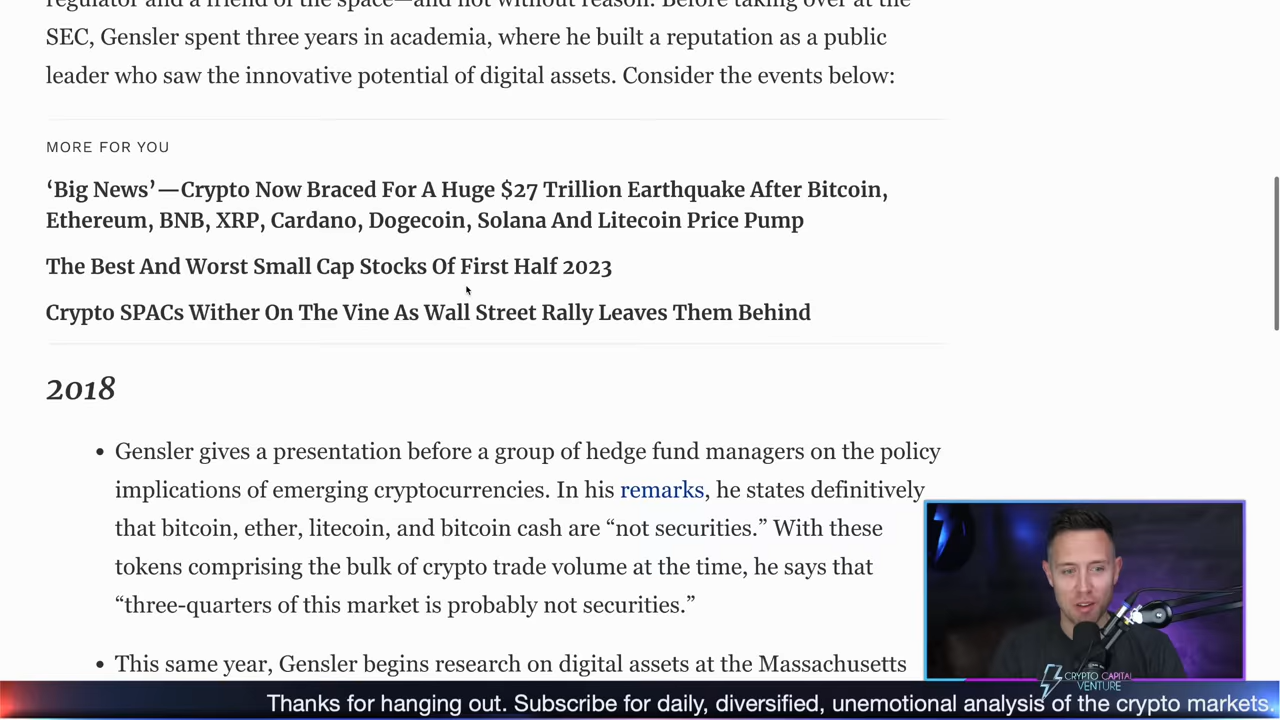 regulator and a friend of the space—and not without reason. Before taking over at the
SEC, Gensler spent three years in academia, where he built a reputation as a public
leader who saw the innovative potential of digital assets. Consider the events below:
MORE FOR YOU
‘Big News’—Crypto Now Braced For A Huge $27 Trillion Earthquake After Bitcoin,
Ethereum, BNB, XRP, Cardano, Dogecoin, Solana And Litecoin Price Pump
The Best And Worst Small Cap Stocks Of First Half 2023
Crypto SPACs Wither On The Vine As Wall Street Rally Leaves Them Behind
2018
• Gensler gives a presentation before a group of hedge fund managers on the policy
implications of emerging cryptocurrencies. In his remarks, he states definitively
that bitcoin, ether, litecoin, and bitcoin cash are “not securities.” With these
tokens comprising the bulk of crypto trade volume at the time, he says that
“three-quarters of this market is probably not securities.”
• This same year, Gensler begins research on digital assets at the Massachusetts
CRYPTO CAPITAL
VENTURE
Thanks for hanging out. Subscribe for daily, diversified, unemotional analysis of the crypto markets.